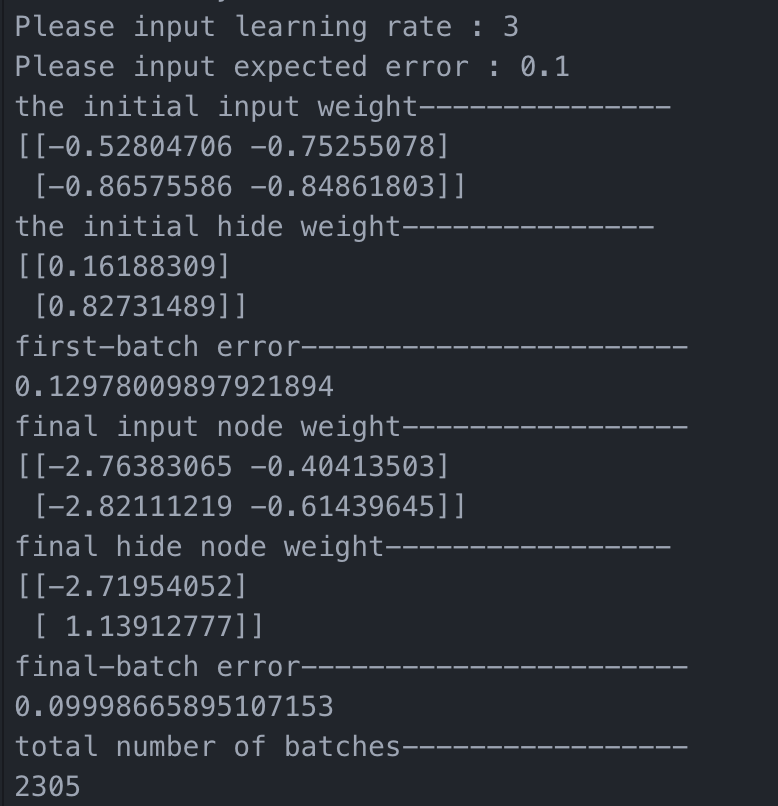 Please input learning rate : 3
Please input expected error : 0.1
the initial input weight---------------
[[-0.52804706 -0.75255078]
 [-0.86575586 -0.84861803]]
the initial hide weight---------------
[[0.16188309]
 [0.82731489]]
first-batch error-----------------------
0.12978009897921894
final input node weight-----------------
[[-2.76383065 -0.40413503]
 [-2.82111219 -0.61439645]]
final hide node weight-----------------
[[-2.71954052]
 [ 1.13912777]]
final-batch error-----------------------
0.09998665895107153
total number of batches-----------------
2305